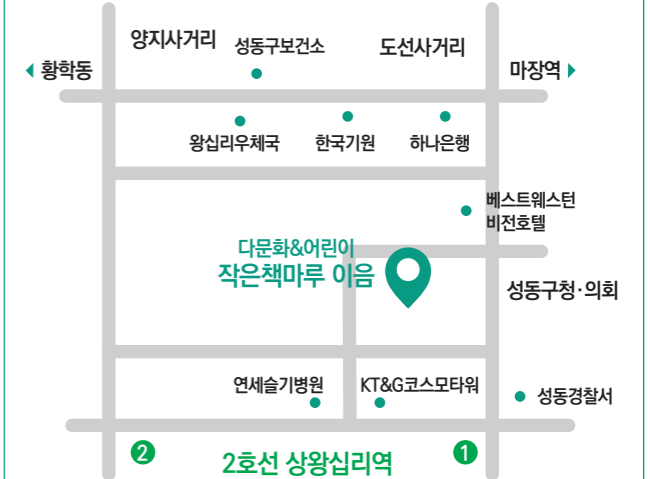 양지사거리
성동구보건소
도선사거리
황학동
마장역
왕십리우체국
한국기원
하나은행
베스트웨스턴
비전호텔
다문화&어린이
작은책마루 이음
성동구청·의회
연세슬기병원
KT&G코스모타워
성동경찰서
2
2호선 상왕십리역
1